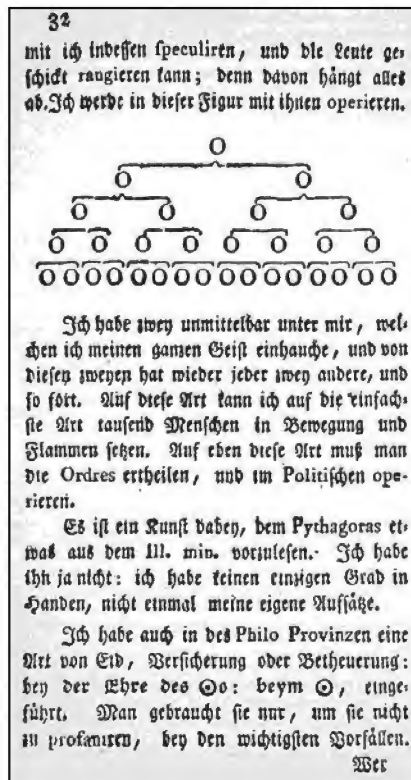 32
mit ich indessen speculiren, und die Leute ge-
schickt rangieren kann; denn davon hängt alles
ab. Ich werde in dieser Figur mit ihnen operieren.
O
O O
O O O O
O O O O O O O O
O O O O O O O O O O O O O O O O
Ich habe zwey unmittelbar unter mir, wel-
chen ich meinen ganzen Geist einhauche, und von
diesen zweyen hat wieder jeder zwey andere, und
so fort. Auf diese Art kann ich auf die einfach-
ste Art tausend Menschen in Bewegung und
Flammen setzen. Auf eben diese Art muß man
die Ordres ertheilen, und im Politischen ope-
rieren.
Es ist ein Kunst dabey, dem Pythagoras et-
was aus dem III. min. vorzulesen. Ich habe
ihn ja nicht: ich habe keinen einzigen Grad in
Handen, nicht einmal meine eigene Aufsätze.
Ich habe auch in des Philo Provinzen eine
Art von Eid, Versicherung oder Betheuerung:
bey der Ehre des ⊙o: beym ⊙, einge-
führt. Man gebraucht sie nur, um sie nicht
zu profaniren, bey den wichtigsten Vorfällen.
Wer